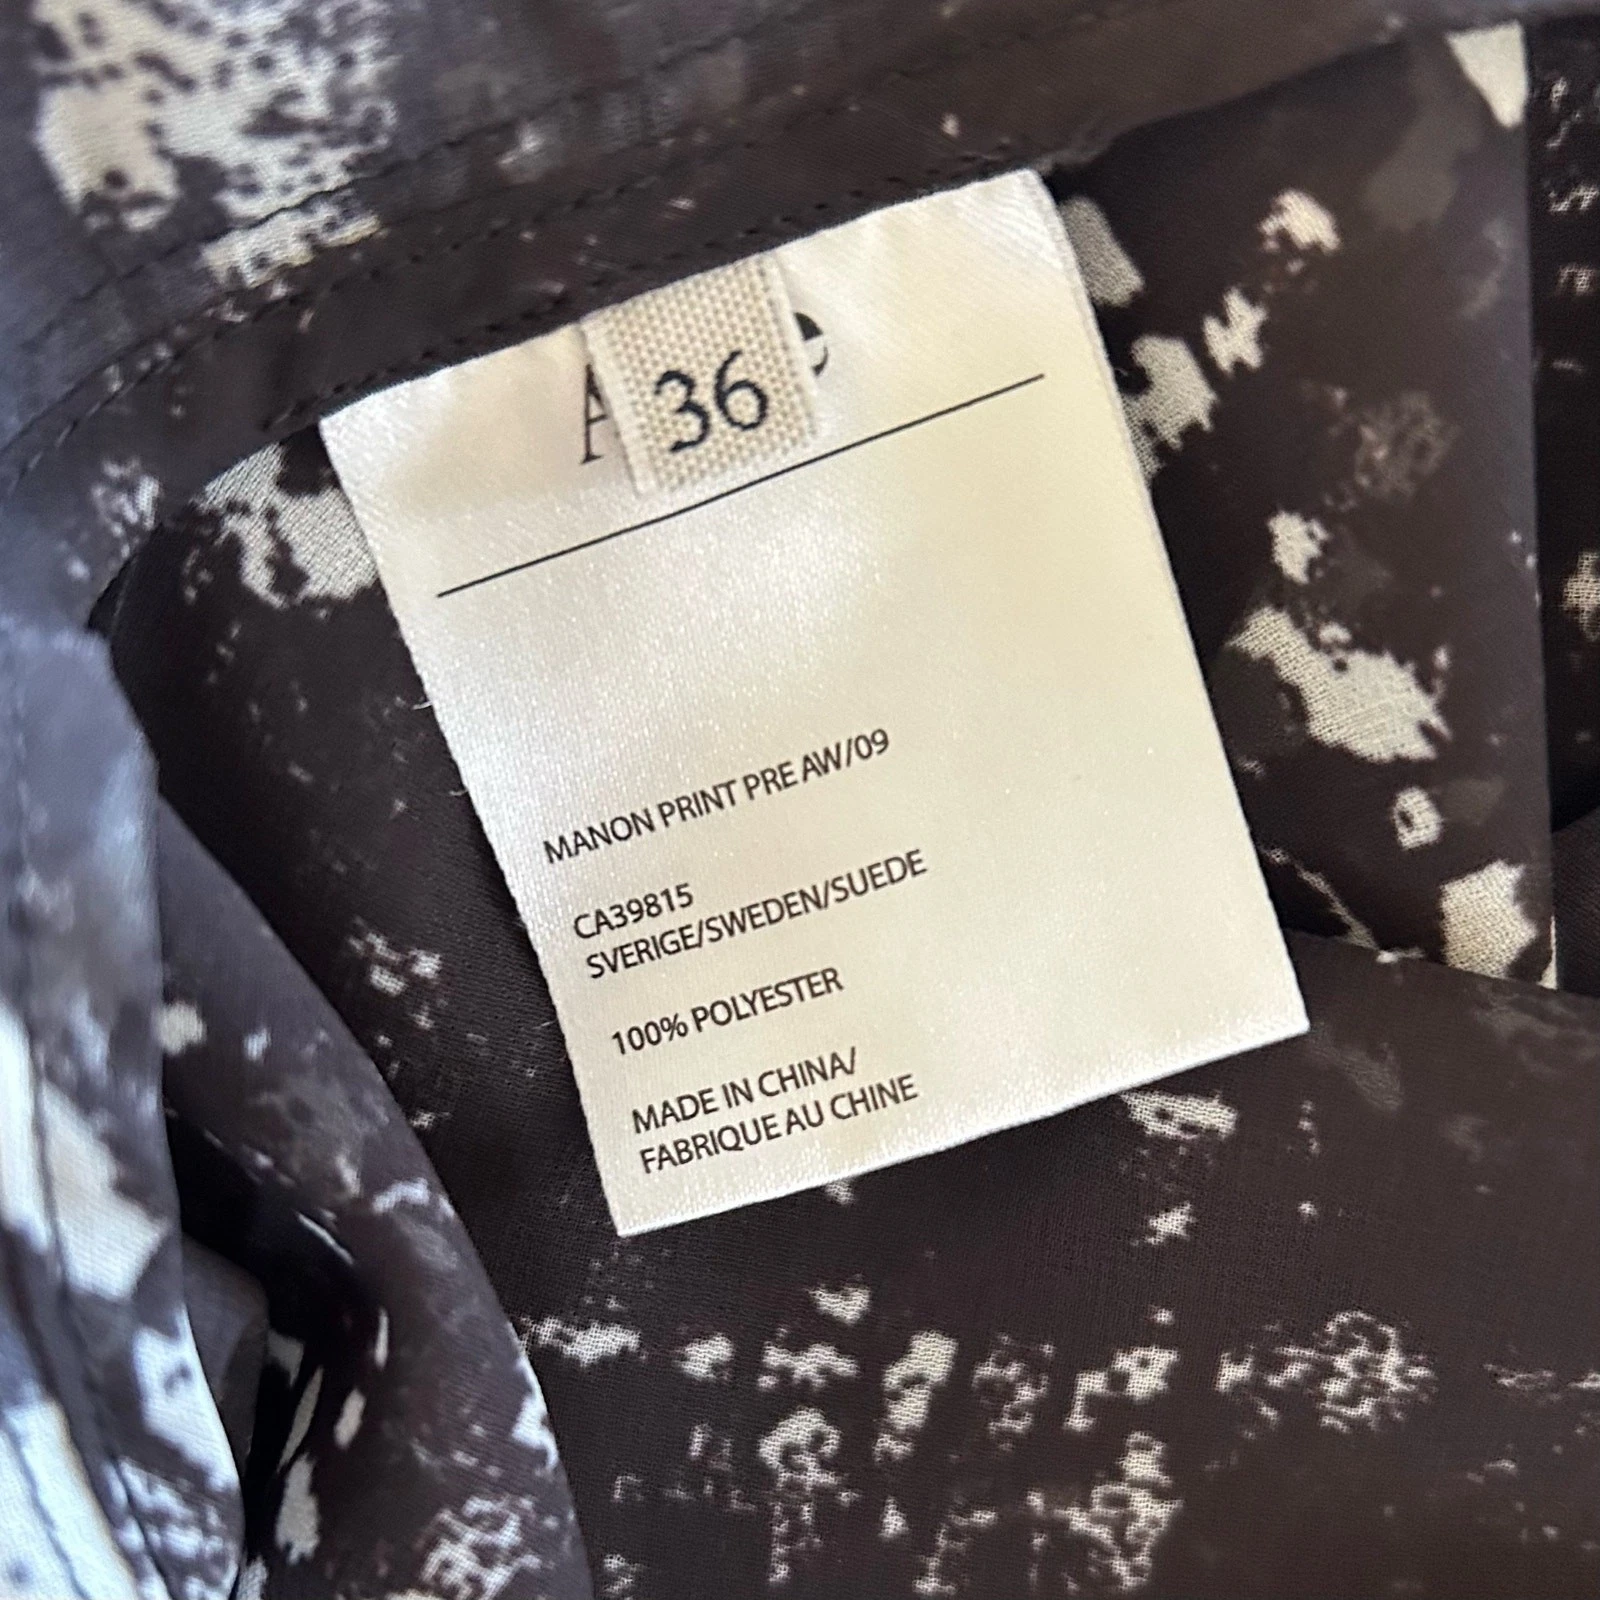 36
MANON PRINT PRE AW/09
CA39815
SVERIGE/SWEDEN/SUEDE
100% POLYESTER
MADE IN CHINA/
FABRIQUE AU CHINE